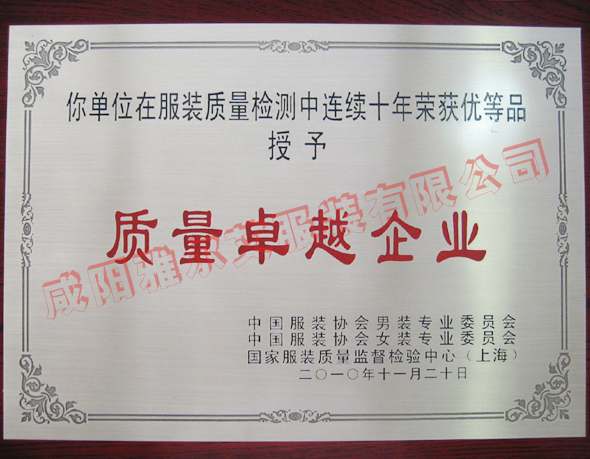 你单位在服装质量检测中连续十年荣获优等品
授予
质量卓越企业
中国服装协会男装专业委员会
中国服装协会女装专业委员会
国家服装质量监督检验中心（上海）
二〇一〇年十一月二十日
咸阳雅尔艾服装有限公司